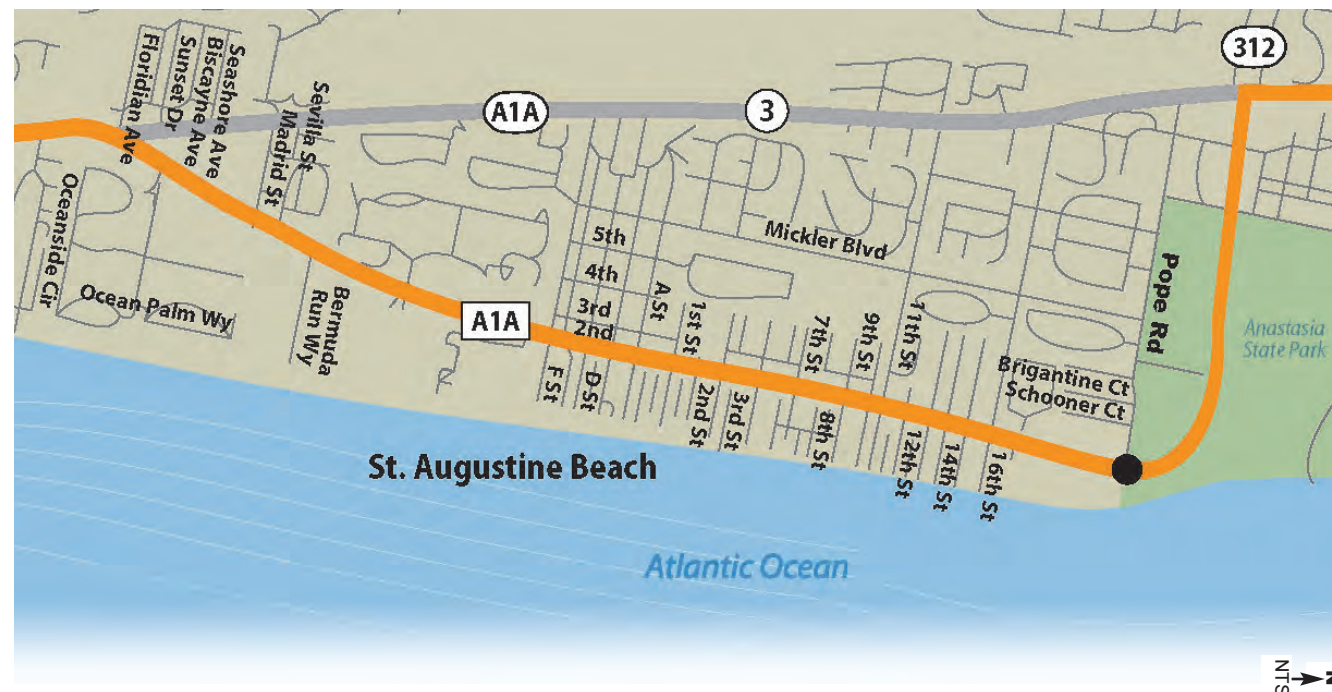 312
A1A
3
Floridian Ave
Sunset Dr
Biscayne Ave
Seashore Ave
Madrid St
Sevilla St
Oceanside Cir
Ocean Palm Wy
Bermuda
Run Wy
A1A
5th
4th
3rd
2nd
A St
1st St
Mickler Blvd
7th St
9th St
11th St
Pope Rd
Anastasia
State Park
Brigantine Ct
Schooner Ct
F St
D St
2nd St
3rd St
8th St
12th St
14th St
16th St
St. Augustine Beach
Atlantic Ocean
NTS
N